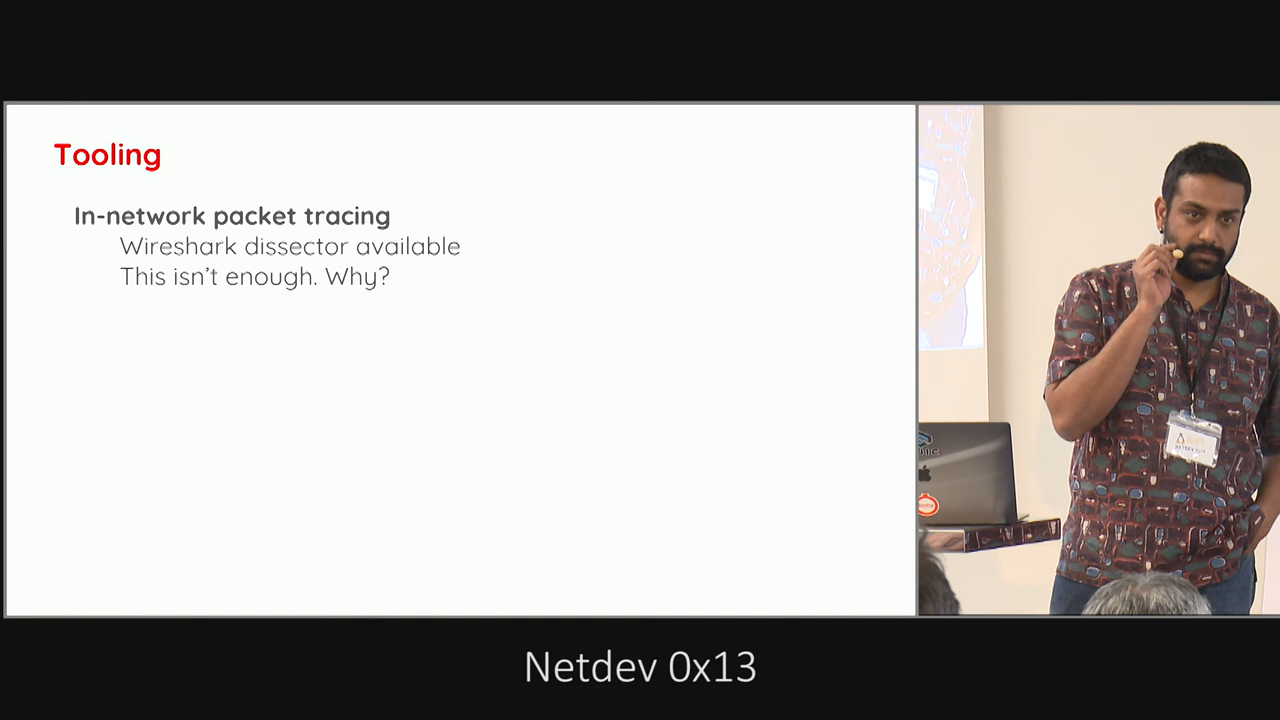 Tooling
In-network packet tracing
Wireshark dissector available
This isn't enough. Why?
Netdev 0x13